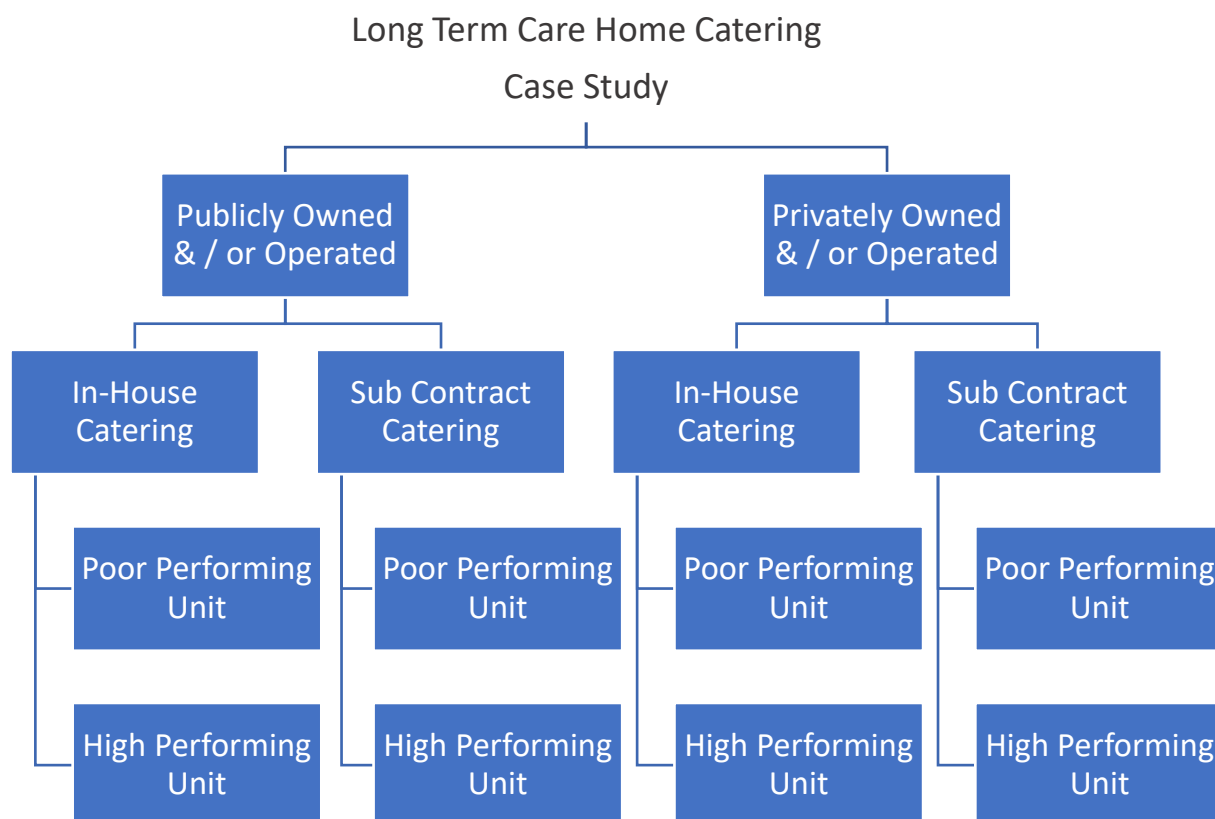 Long Term Care Home Catering
Case Study
Publicly Owned
& / or Operated
Privately Owned
& / or Operated
In-House
Catering
Sub Contract
Catering
In-House
Catering
Sub Contract
Catering
Poor Performing
Unit
Poor Performing
Unit
Poor Performing
Unit
Poor Performing
Unit
High Performing
Unit
High Performing
Unit
High Performing
Unit
High Performing
Unit